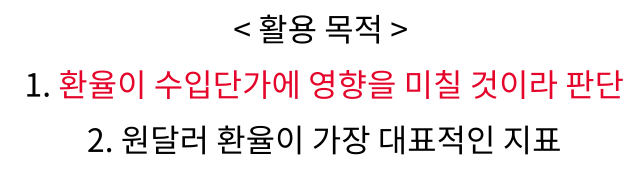 < 활용 목적 >
1. 환율이 수입단가에 영향을 미칠 것이라 판단
2. 원달러 환율이 가장 대표적인 지표